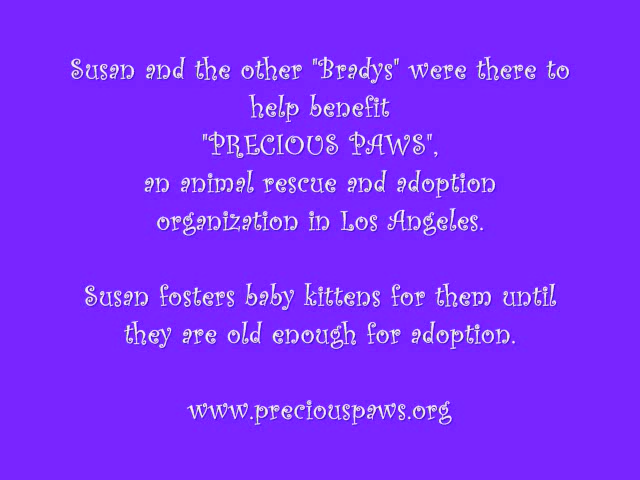 Susan and the other "Bradys" were there to
help benefit
"PRECIOUS PAWS",
an animal rescue and adoption
organization in Los Angeles.
Susan fosters baby kittens for them until
they are old enough for adoption.
www.preciouspaws.org